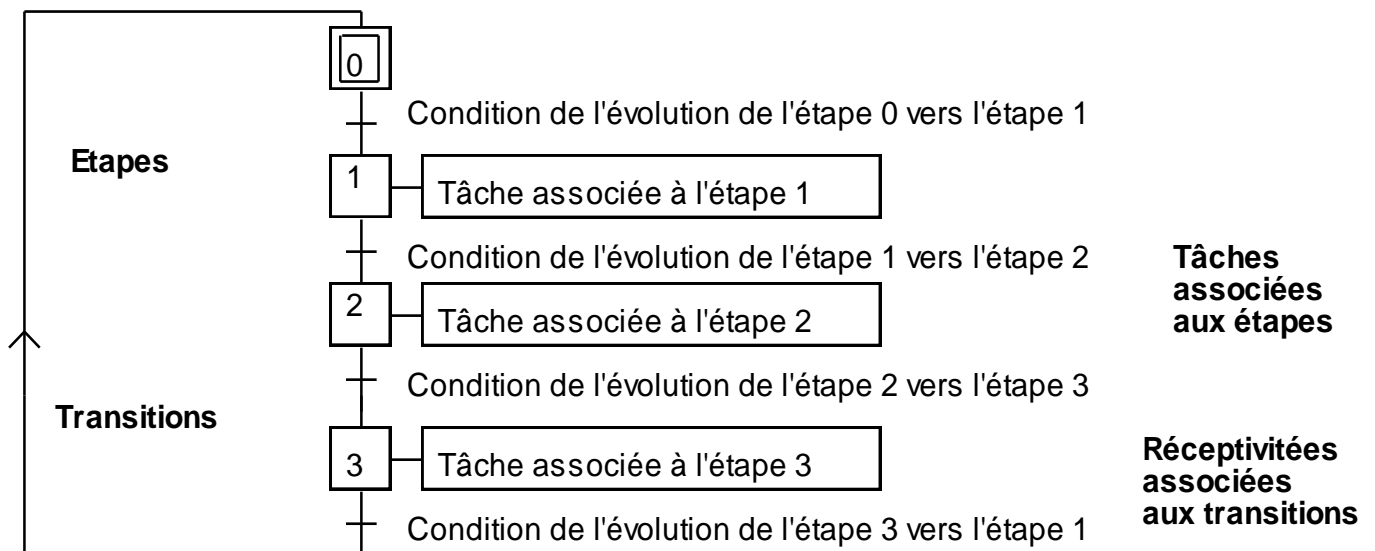 0
Condition de l'évolution de l'étape 0 vers l'étape 1
Etapes
1
Tâche associée à l'étape 1
Condition de l'évolution de l'étape 1 vers l'étape 2
Tâches
associées
aux étapes
2
Tâche associée à l'étape 2
Condition de l'évolution de l'étape 2 vers l'étape 3
Transitions
3
Tâche associée à l'étape 3
Réceptivitées
associées
aux transitions
Condition de l'évolution de l'étape 3 vers l'étape 1